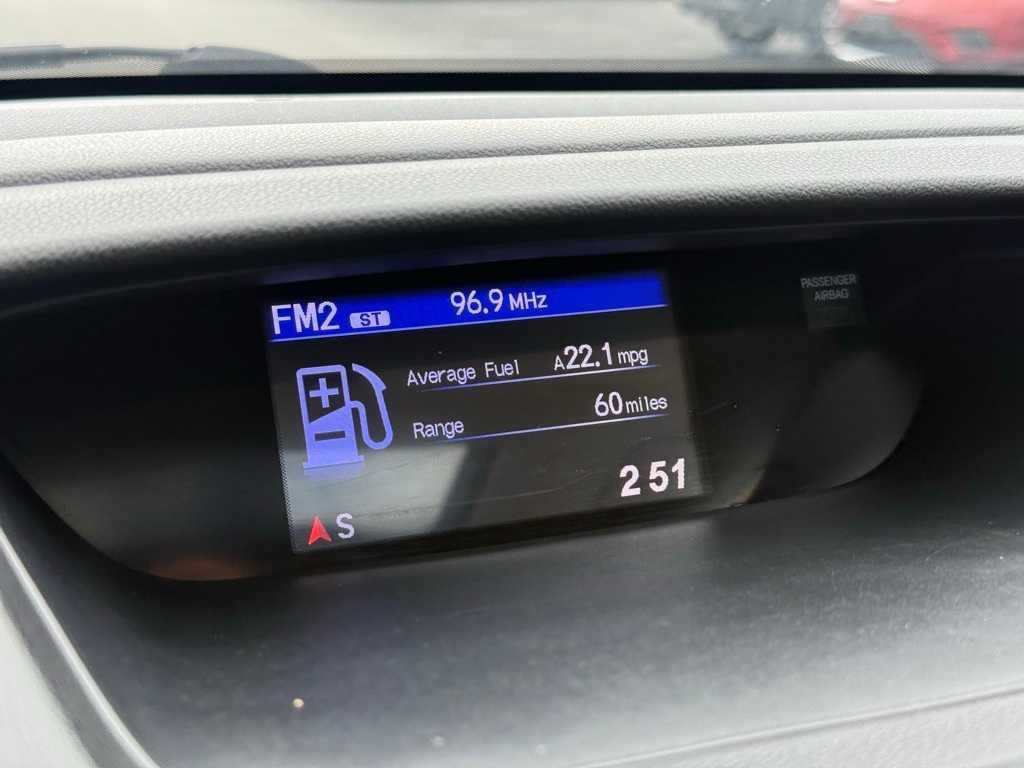 FM2 ST 96.9 MHz
Average Fuel A22.1 mpg
Range 60 miles
2 51
S
PASSENGER
AIRBAG